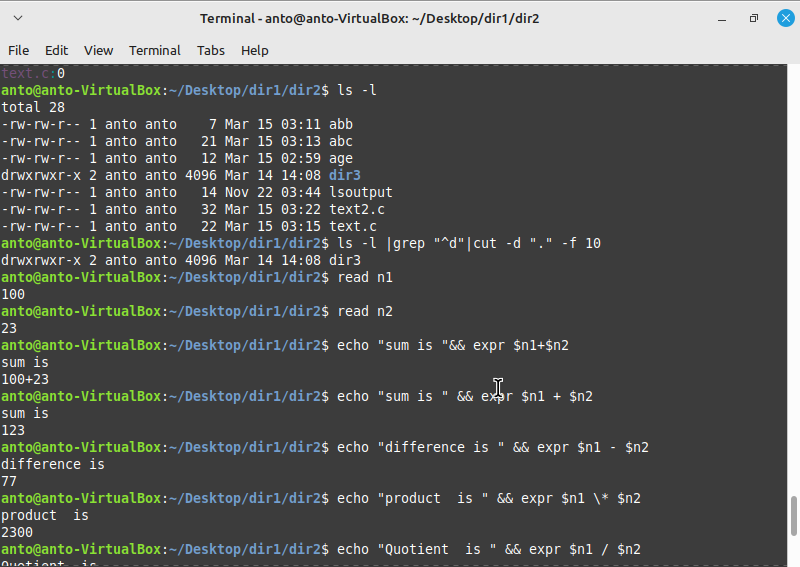 Terminal - anto@anto-VirtualBox: ~/Desktop/dir1/dir2
File Edit View Terminal Tabs Help
text.c:0
anto@anto-VirtualBox:~/Desktop/dir1/dir2$ ls -l
total 28
-rw-rw-r-- 1 anto anto    7 Mar 15 03:11 abb
-rw-rw-r-- 1 anto anto   21 Mar 15 03:13 abc
-rw-rw-r-- 1 anto anto   12 Mar 15 02:59 age
drwxrwxr-x 2 anto anto 4096 Mar 14 14:08 dir3
-rw-rw-r-- 1 anto anto   14 Nov 22 03:44 lsoutput
-rw-rw-r-- 1 anto anto   32 Mar 15 03:22 text2.c
-rw-rw-r-- 1 anto anto   22 Mar 15 03:15 text.c
anto@anto-VirtualBox:~/Desktop/dir1/dir2$ ls -l |grep "^d"|cut -d "." -f 10
drwxrwxr-x 2 anto anto 4096 Mar 14 14:08 dir3
anto@anto-VirtualBox:~/Desktop/dir1/dir2$ read n1
100
anto@anto-VirtualBox:~/Desktop/dir1/dir2$ read n2
23
anto@anto-VirtualBox:~/Desktop/dir1/dir2$ echo "sum is "&& expr $n1+$n2
sum is
100+23
anto@anto-VirtualBox:~/Desktop/dir1/dir2$ echo "sum is " && expr $n1 + $n2
sum is
123
anto@anto-VirtualBox:~/Desktop/dir1/dir2$ echo "difference is " && expr $n1 - $n2
difference is
77
anto@anto-VirtualBox:~/Desktop/dir1/dir2$ echo "product  is " && expr $n1 \* $n2
product  is
2300
anto@anto-VirtualBox:~/Desktop/dir1/dir2$ echo "Quotient  is " && expr $n1 / $n2
Quotient  is